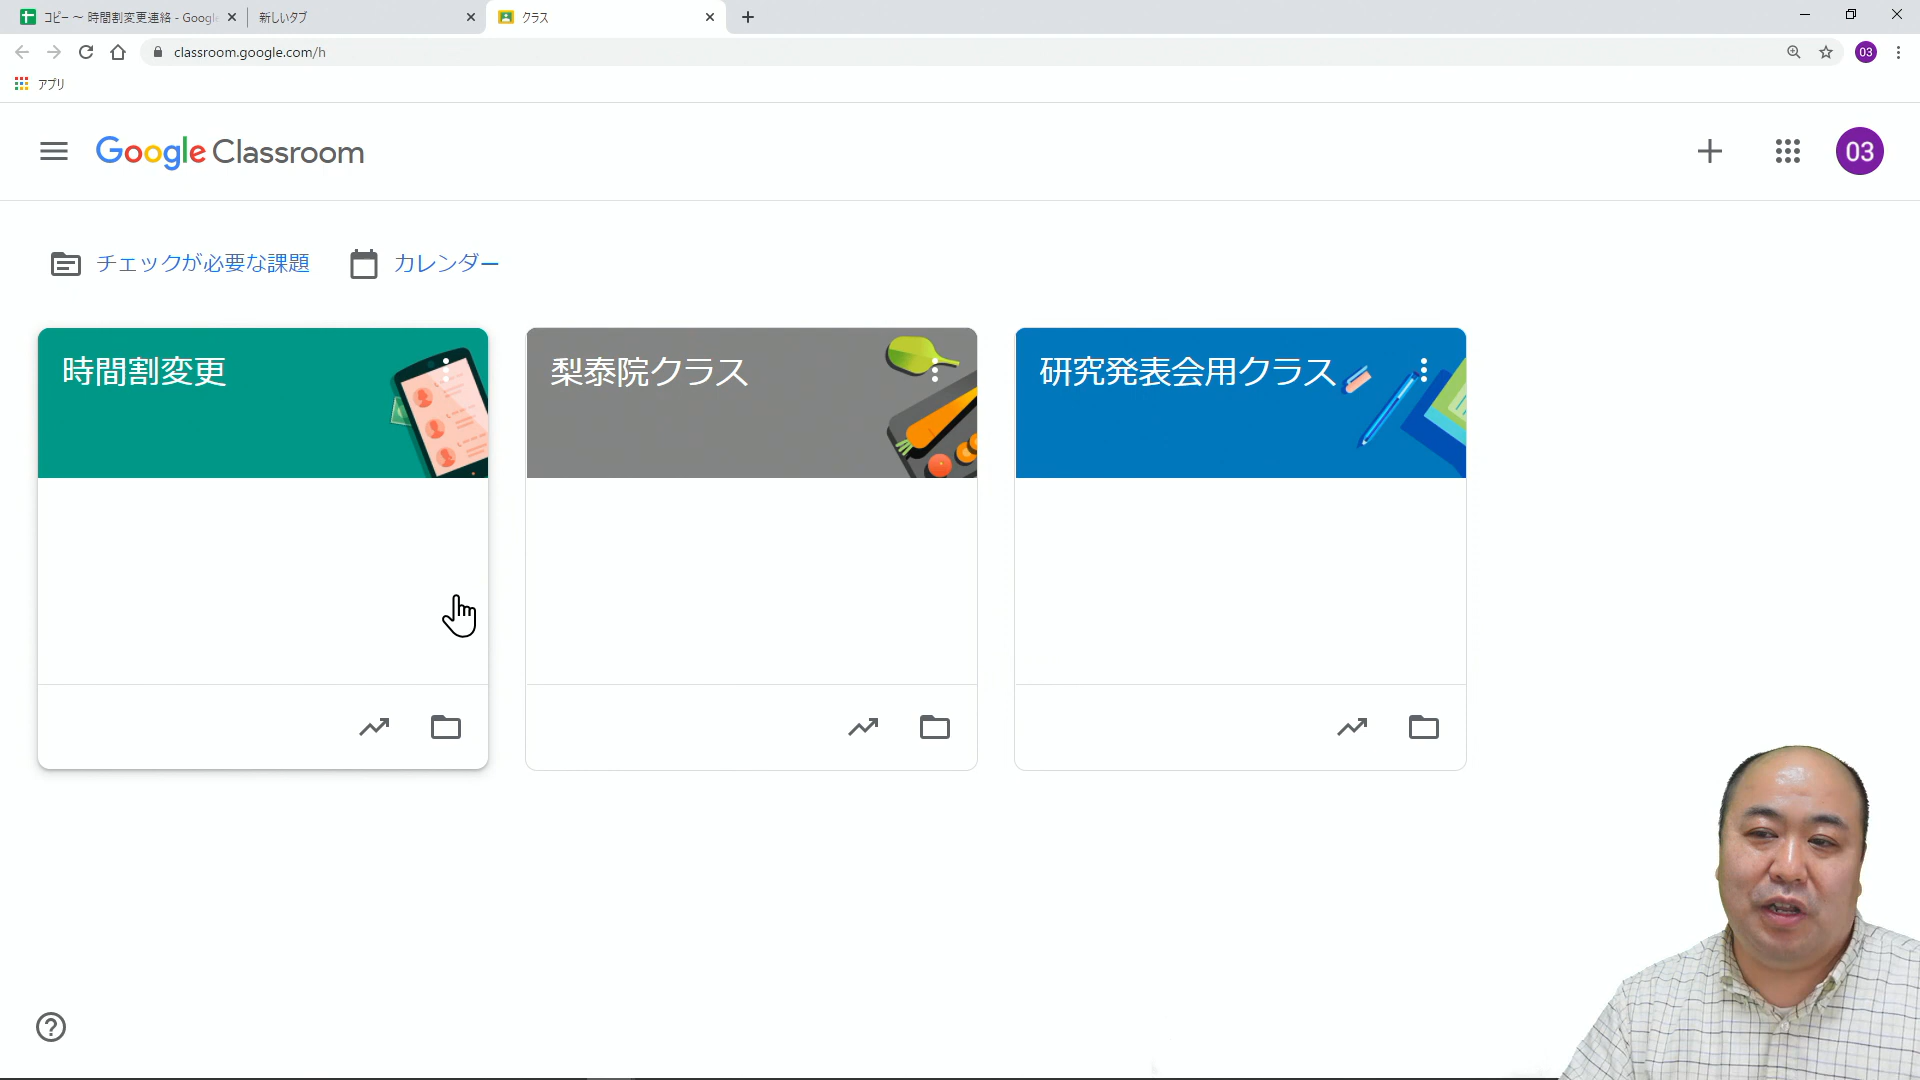 コピー ～ 時間割変更連絡 - Googl
新しいタブ
クラス
classroom.google.com/h
03
アプリ
Google Classroom
03
チェックが必要な課題
カレンダー
時間割変更
梨泰院クラス
研究発表会用クラス